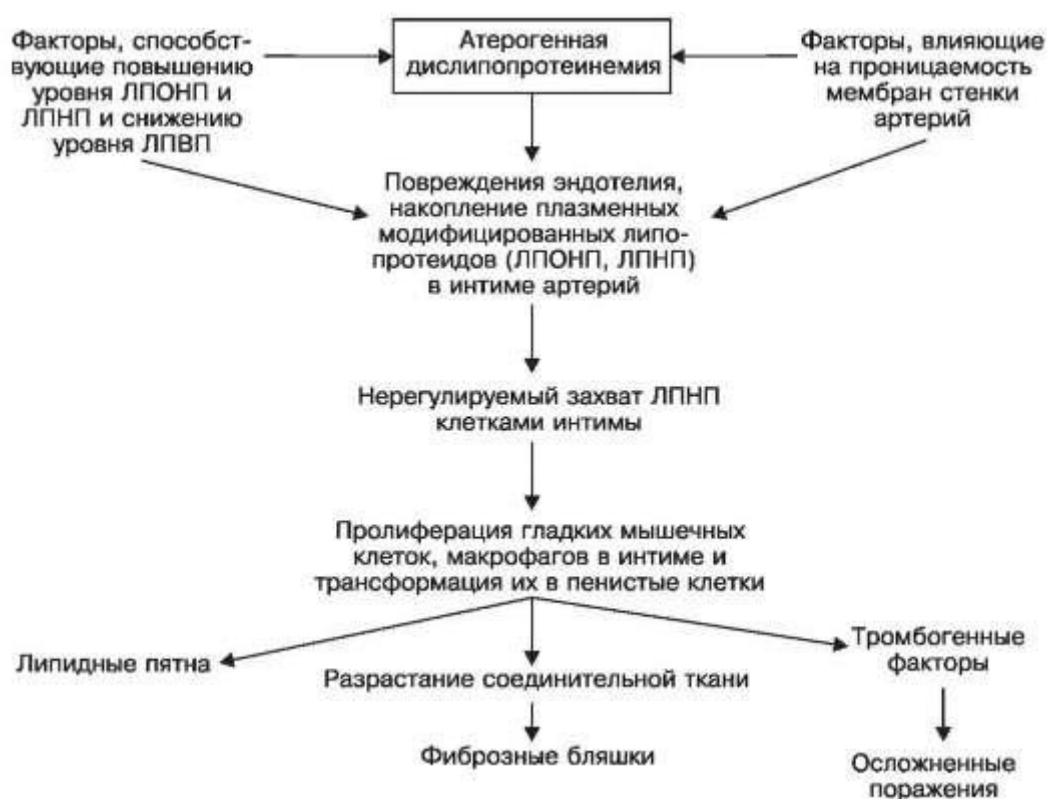 Факторы, способст-
вующие повышению
уровня ЛПОНП и
ЛПНП и снижению
уровня ЛПВП
Атерогенная
дислипопротеинемия
Факторы, влияющие
на проницаемость
мембран стенки
артерий
Повреждения эндотелия,
накопление плазменных
модифицированных липо-
протеидов (ЛПОНП, ЛПНП)
в интиме артерий
Нерегулируемый захват ЛПНП
клетками интимы
Пролиферация гладких мышечных
клеток, макрофагов в интиме и
трансформация их в пенистые клетки
Липидные пятна
Разрастание соединительной ткани
Фиброзные бляшки
Тромбогенные
факторы
Осложненные
поражения